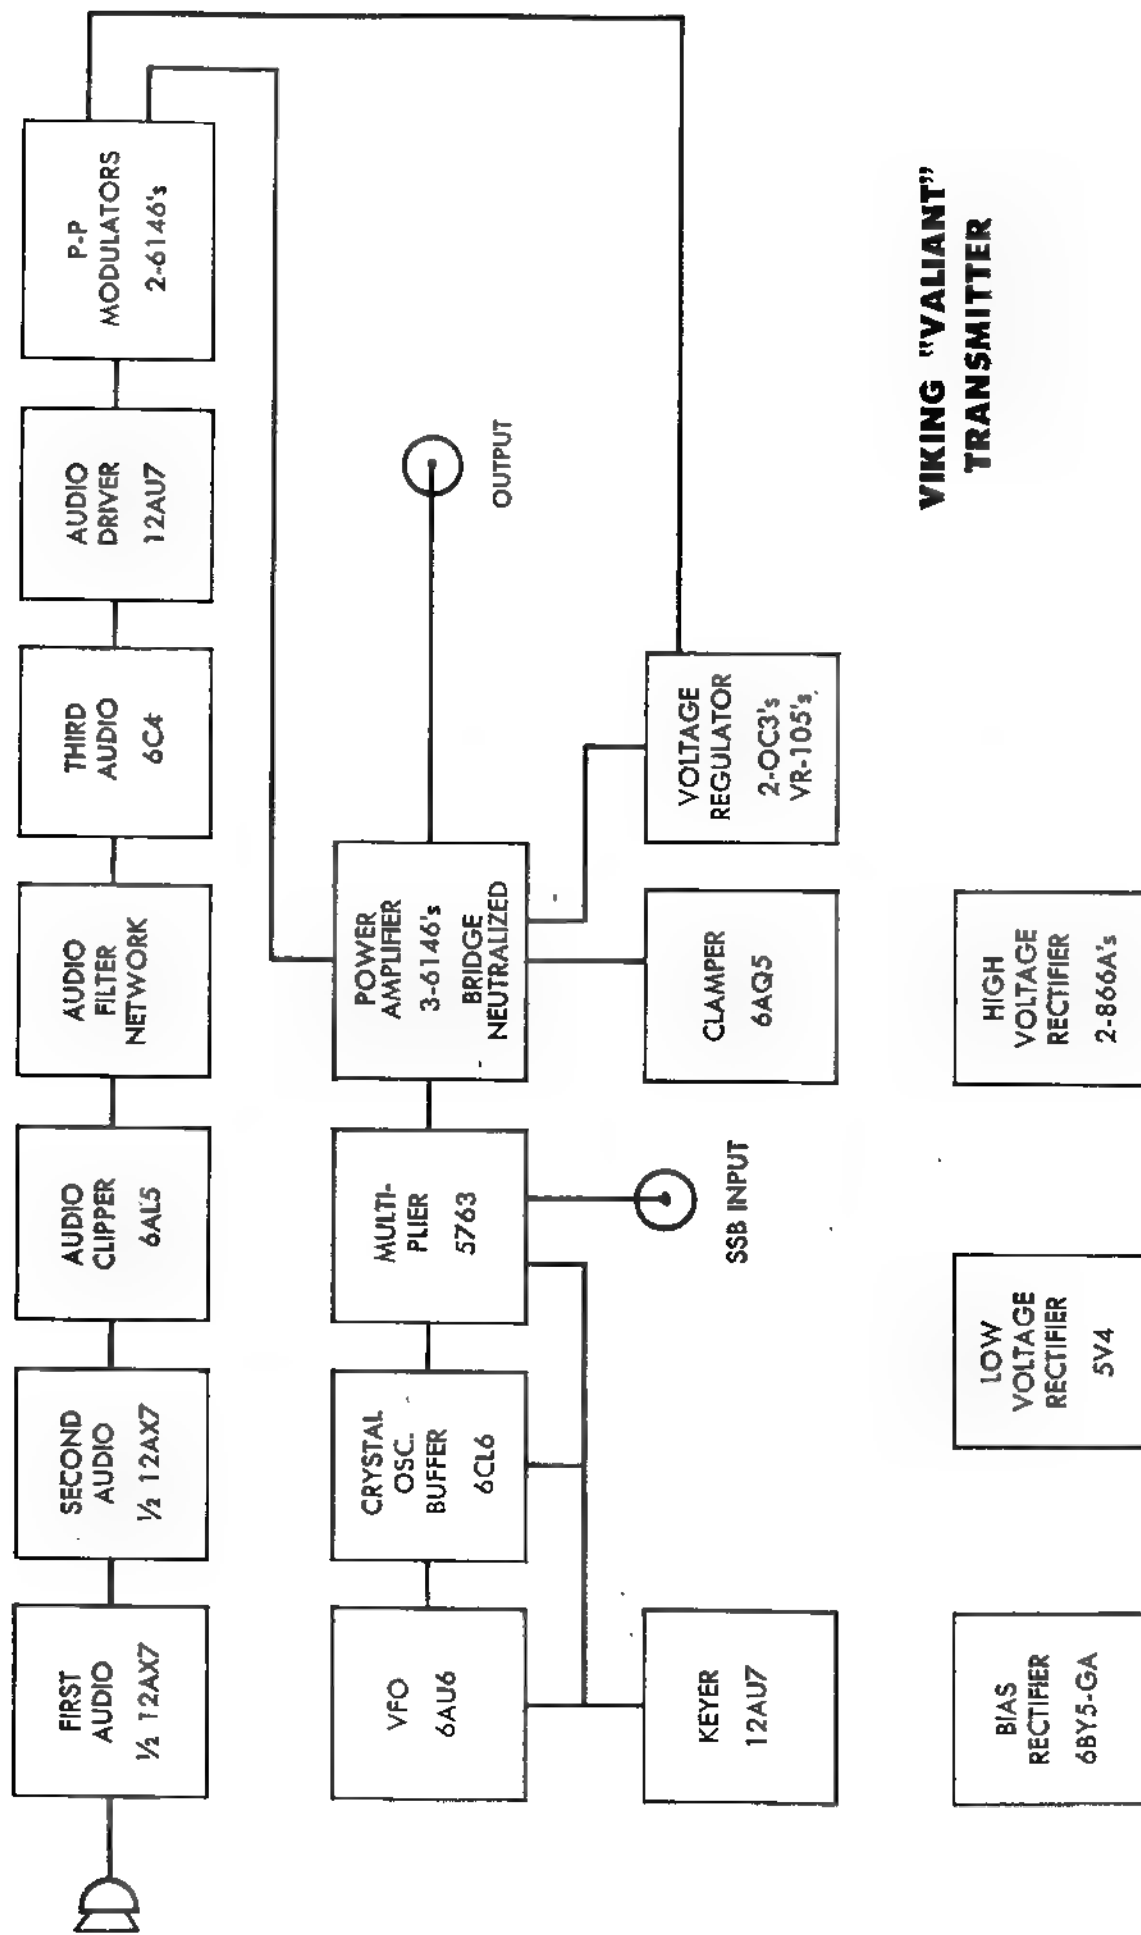 FIRST
AUDIO
½ 12AX7
SECOND
AUDIO
½ 12AX7
AUDIO
CLIPPER
6AL5
AUDIO
FILTER
NETWORK
THIRD
AUDIO
6C4
AUDIO
DRIVER
12AU7
P-P
MODULATORS
2-6146's
VFO
6AU6
CRYSTAL
OSC.
BUFFER
6CL6
MULTI-
PLIER
5763
POWER
AMPLIFIER
3-6146's
BRIDGE
NEUTRALIZED
OUTPUT
KEYER
12AU7
SSB INPUT
CLAMPER
6AQ5
VOLTAGE
REGULATOR
2-OC3's
VR-105's
BIAS
RECTIFIER
6BY5-GA
LOW
VOLTAGE
RECTIFIER
5V4
HIGH
VOLTAGE
RECTIFIER
2-866A's
VIKING "VALIANT"
TRANSMITTER